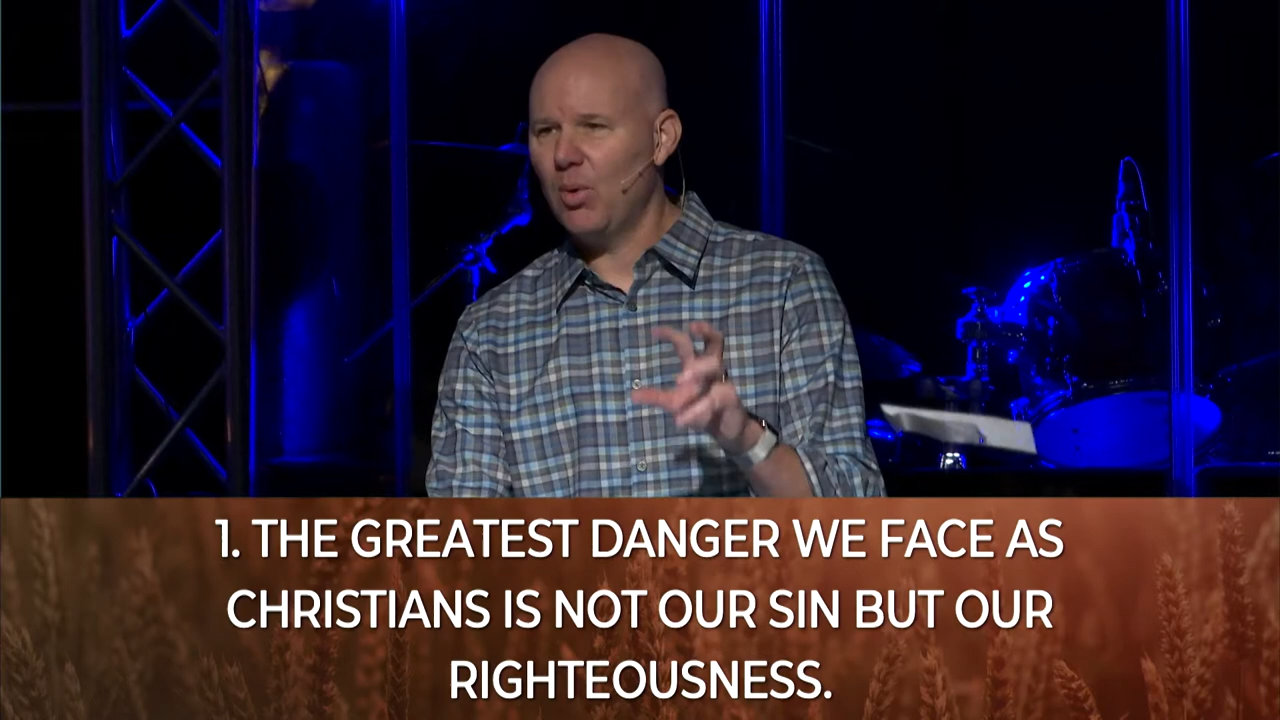 1. THE GREATEST DANGER WE FACE AS
CHRISTIANS IS NOT OUR SIN BUT OUR
RIGHTEOUSNESS.